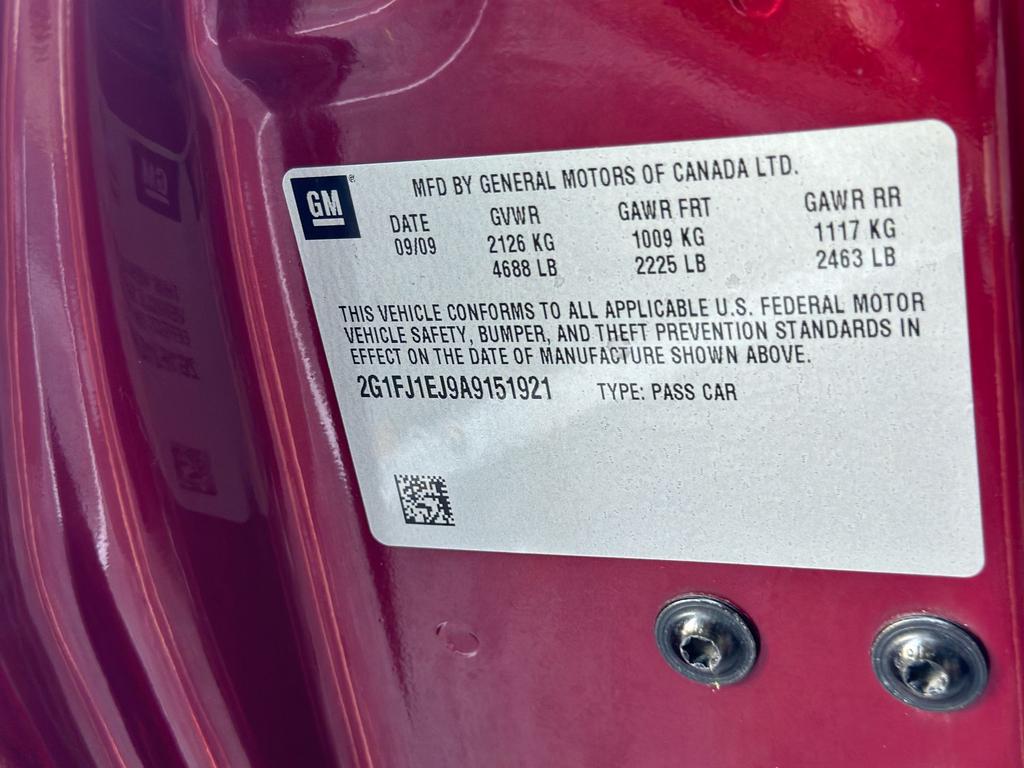 GM
MFD BY GENERAL MOTORS OF CANADA LTD.
DATE GVWR GAWR FRT GAWR RR
09/09 2126 KG 1009 KG 1117 KG
4688 LB 2225 LB 2463 LB
THIS VEHICLE CONFORMS TO ALL APPLICABLE U.S. FEDERAL MOTOR
VEHICLE SAFETY, BUMPER, AND THEFT PREVENTION STANDARDS IN
EFFECT ON THE DATE OF MANUFACTURE SHOWN ABOVE.
2G1FJ1EJ9A9151921 TYPE: PASS CAR